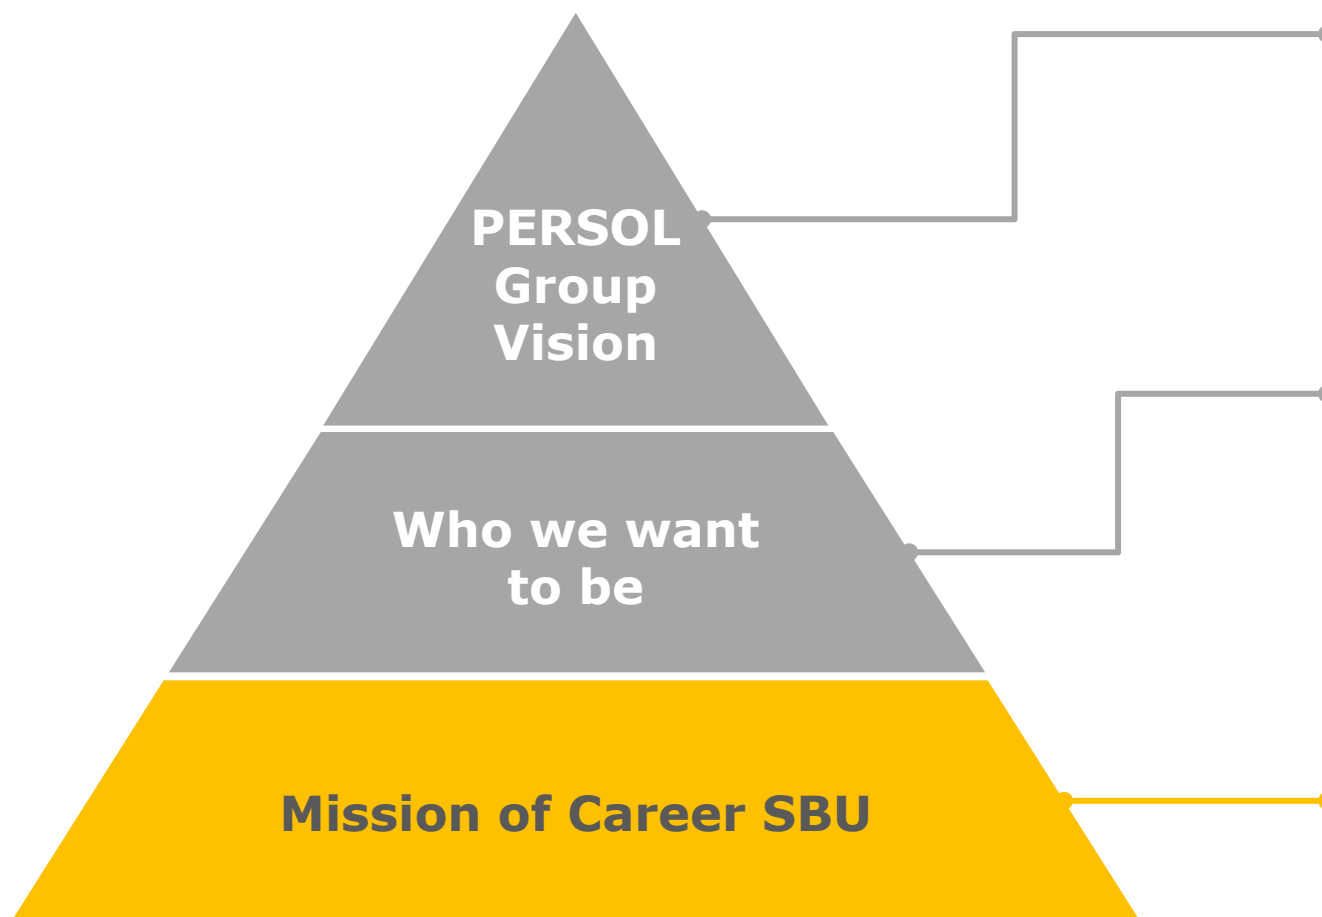 PERSOL
Group
Vision
Who we want
to be
Mission of Career SBU